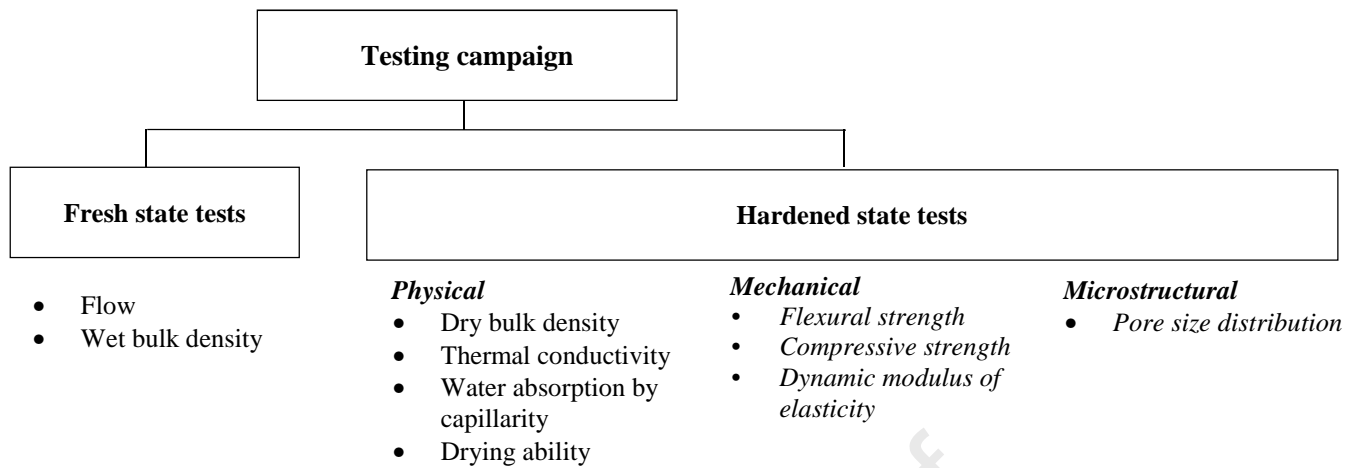 Testing campaign
Fresh state tests
Hardened state tests
• Flow
• Wet bulk density
Physical
• Dry bulk density
• Thermal conductivity
• Water absorption by
capillarity
• Drying ability
Mechanical
• Flexural strength
• Compressive strength
• Dynamic modulus of
elasticity
Microstructural
• Pore size distribution